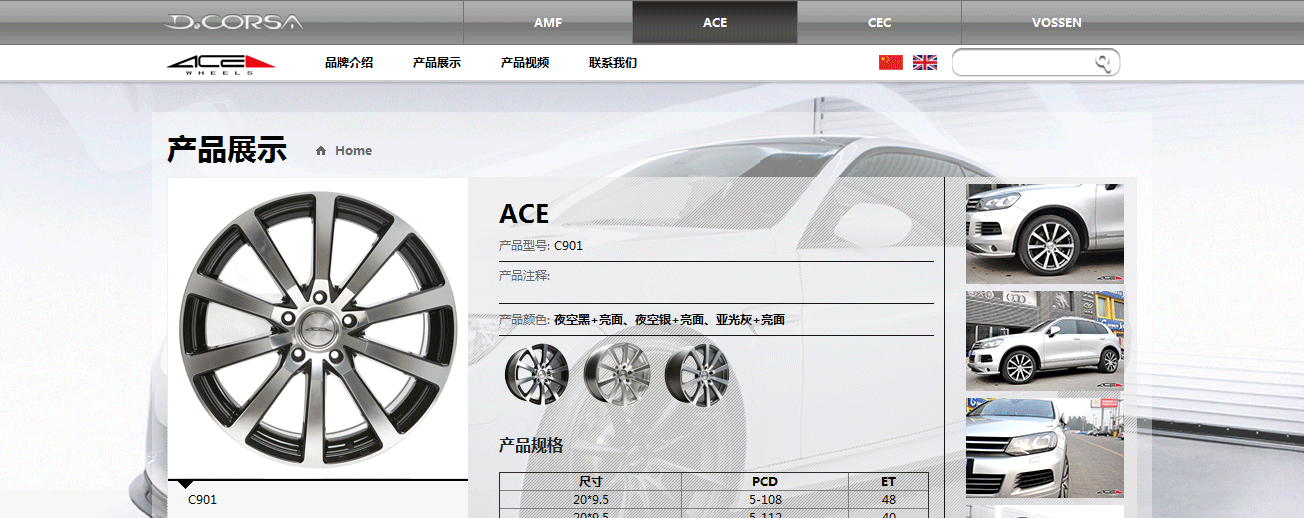 D.CORSA
AMF
ACE
CEC
VOSSEN
ACE
WHEELS
品牌介绍
产品展示
产品视频
联系我们
产品展示
Home
ACE
产品型号: C901
产品注释:
产品颜色: 夜空黑+亮面、夜空银+亮面、亚光灰+亮面
产品规格
尺寸 PCD ET
20*9.5 5-108 48
20*9.5 5-112 40
C901